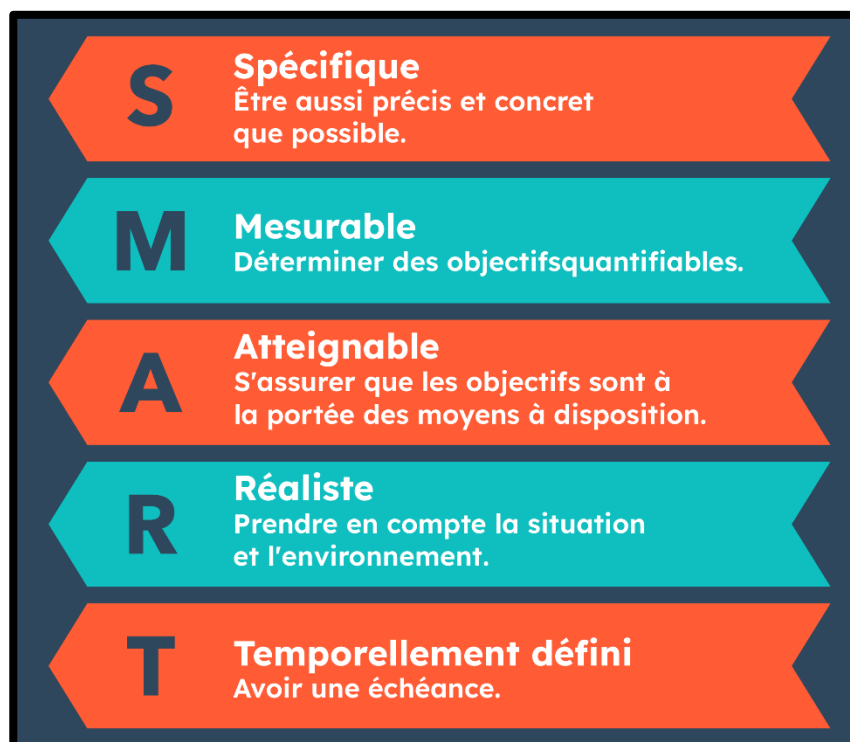 S
Spécifique
Être aussi précis et concret
que possible.
M
Mesurable
Déterminer des objectifsquantifiables.
A
Atteignable
S'assurer que les objectifs sont à
la portée des moyens à disposition.
R
Réaliste
Prendre en compte la situation
et l'environnement.
T
Temporellement défini
Avoir une échéance.